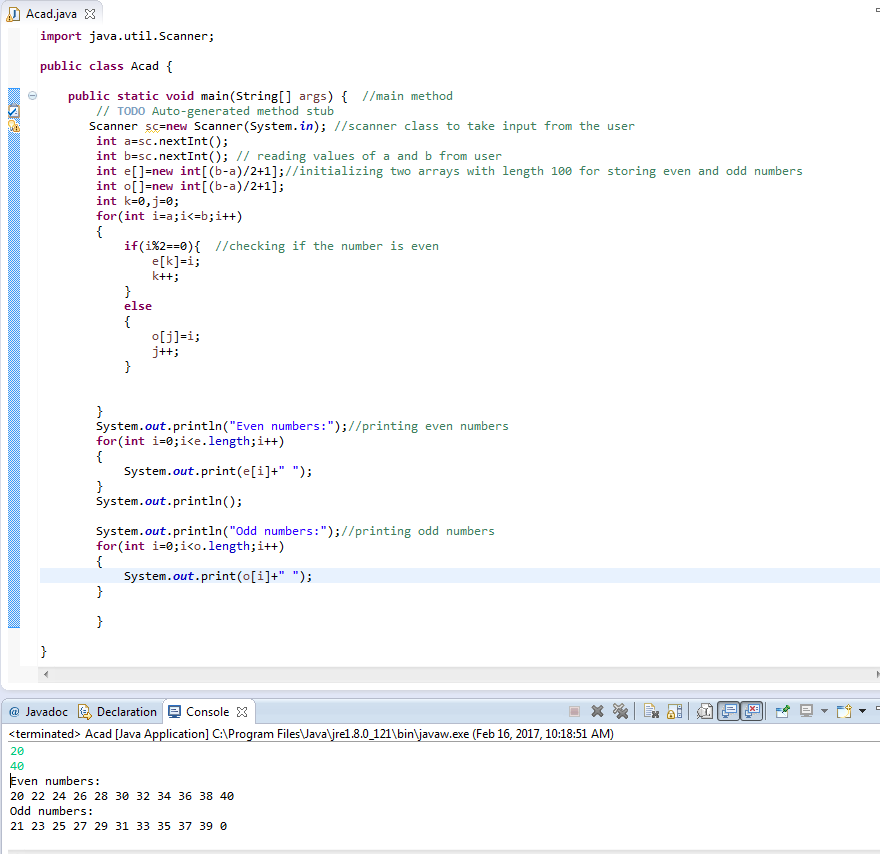 Acad.java
import java.util.Scanner;
public class Acad {
public static void main(String[] args) {  //main method
// TODO Auto-generated method stub
Scanner sc=new Scanner(System.in); //scanner class to take input from the user
int a=sc.nextInt();
int b=sc.nextInt(); // reading values of a and b from user
int e[]=new int[(b-a)/2+1];//initializing two arrays with length 100 for storing even and odd numbers
int o[]=new int[(b-a)/2+1];
int k=0,j=0;
for(int i=a;i<=b;i++)
{
if(i%2==0){  //checking if the number is even
e[k]=i;
k++;
}
else
{
o[j]=i;
j++;
}
}
System.out.println("Even numbers:");//printing even numbers
for(int i=0;i<e.length;i++)
{
System.out.print(e[i]+" ");
}
System.out.println();
System.out.println("Odd numbers:");//printing odd numbers
for(int i=0;i<o.length;i++)
{
System.out.print(o[i]+" ");
}
}
}
@ Javadoc Declaration Console
<terminated> Acad [Java Application] C:\Program Files\Java\jre1.8.0_121\bin\javaw.exe (Feb 16, 2017, 10:18:51 AM)
20
40
Even numbers:
20 22 24 26 28 30 32 34 36 38 40
Odd numbers:
21 23 25 27 29 31 33 35 37 39 0